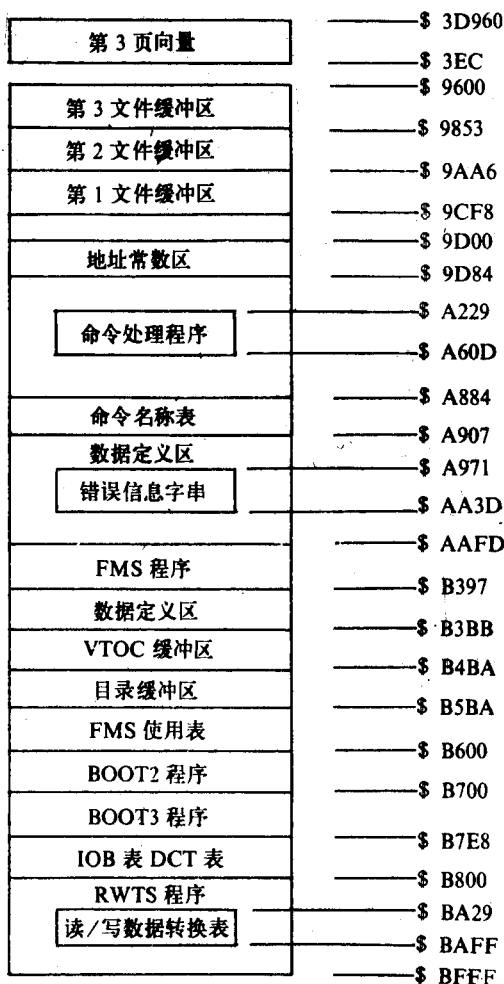 $ 3D960
第 3 页向量
$ 3EC
$ 9600
第 3 文件缓冲区
$ 9853
第 2 文件缓冲区
$ 9AA6
第 1 文件缓冲区
$ 9CF8
$ 9D00
地址常数区
$ 9D84
$ A229
命令处理程序
$ A60D
$ A884
命令名称表
$ A907
数据定义区
$ A971
错误信息字串
$ AA3D
$ AAFD
FMS 程序
$ B397
数据定义区
$ B3BB
VTOC 缓冲区
$ B4BA
目录缓冲区
$ B5BA
FMS 使用表
$ B600
BOOT2 程序
$ B700
BOOT3 程序
$ B7E8
IOB 表 DCT 表
$ B800
RWTS 程序
$ BA29
读/写数据转换表
$ BAFF
$ BFFF